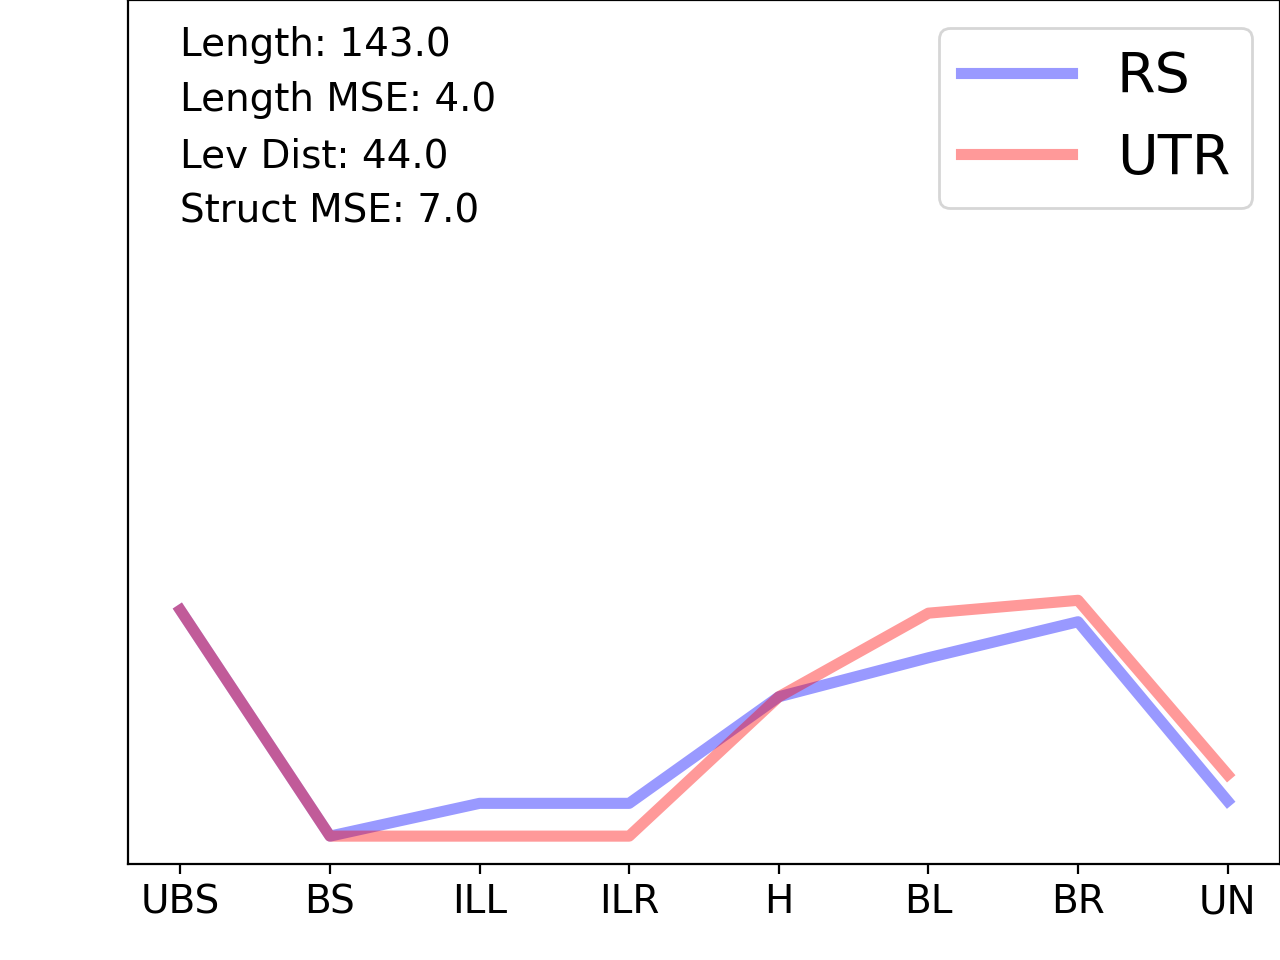 Length: 143.0
Length MSE: 4.0
Lev Dist: 44.0
Struct MSE: 7.0
RS
UTR
UBS BS ILL ILR H BL BR UN